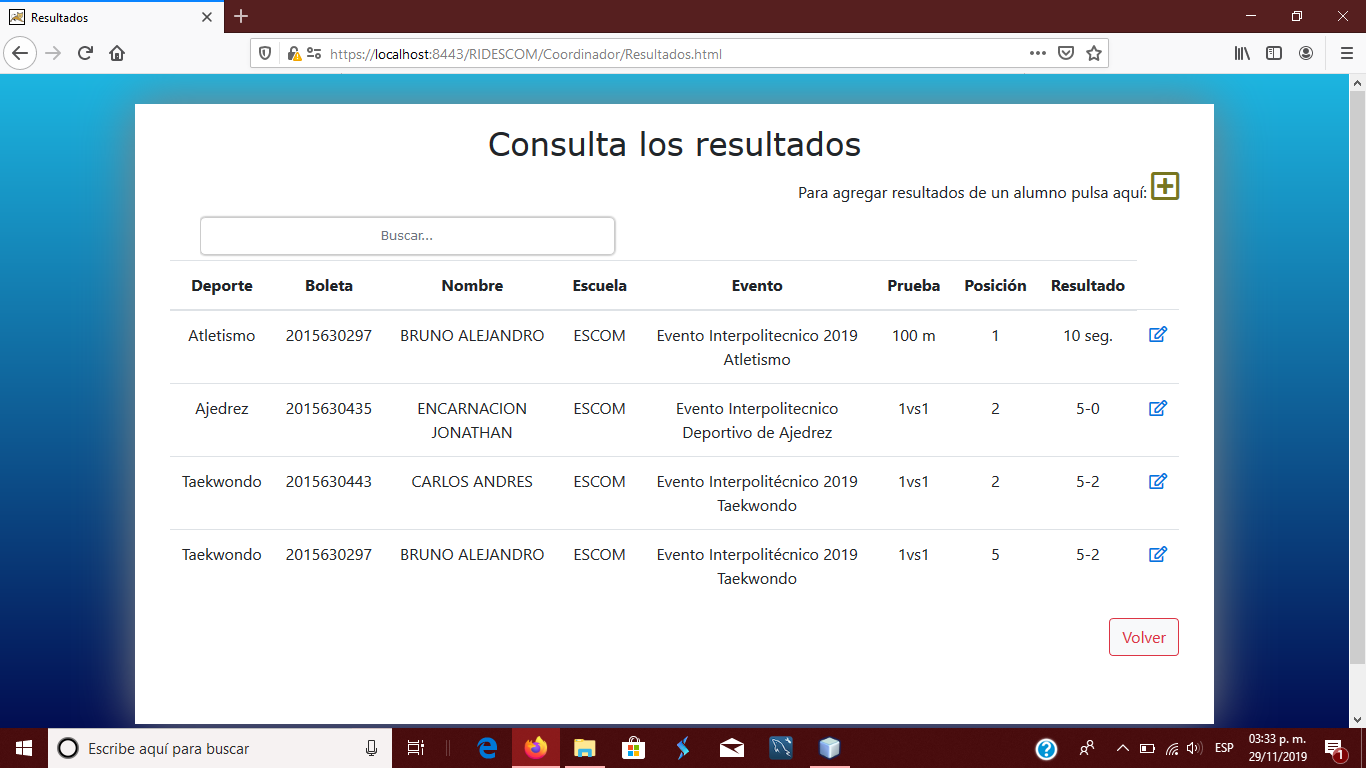 Resultados
https://localhost:8443/RIDESCOM/Coordinador/Resultados.html
Consulta los resultados
Para agregar resultados de un alumno pulsa aquí:
Buscar...
Deporte Boleta Nombre Escuela Evento Prueba Posición Resultado
Atletismo 2015630297 BRUNO ALEJANDRO ESCOM Evento Interpolitecnico 2019 100 m 1 10 seg.
Atletismo
Ajedrez 2015630435 ENCARNACION ESCOM Evento Interpolitecnico 1vs1 2 5-0
JONATHAN Deportivo de Ajedrez
Taekwondo 2015630443 CARLOS ANDRES ESCOM Evento Interpolitécnico 2019 1vs1 2 5-2
Taekwondo
Taekwondo 2015630297 BRUNO ALEJANDRO ESCOM Evento Interpolitécnico 2019 1vs1 5 5-2
Taekwondo
Volver
Escribe aquí para buscar
ESP
03:33 p. m.
29/11/2019
1